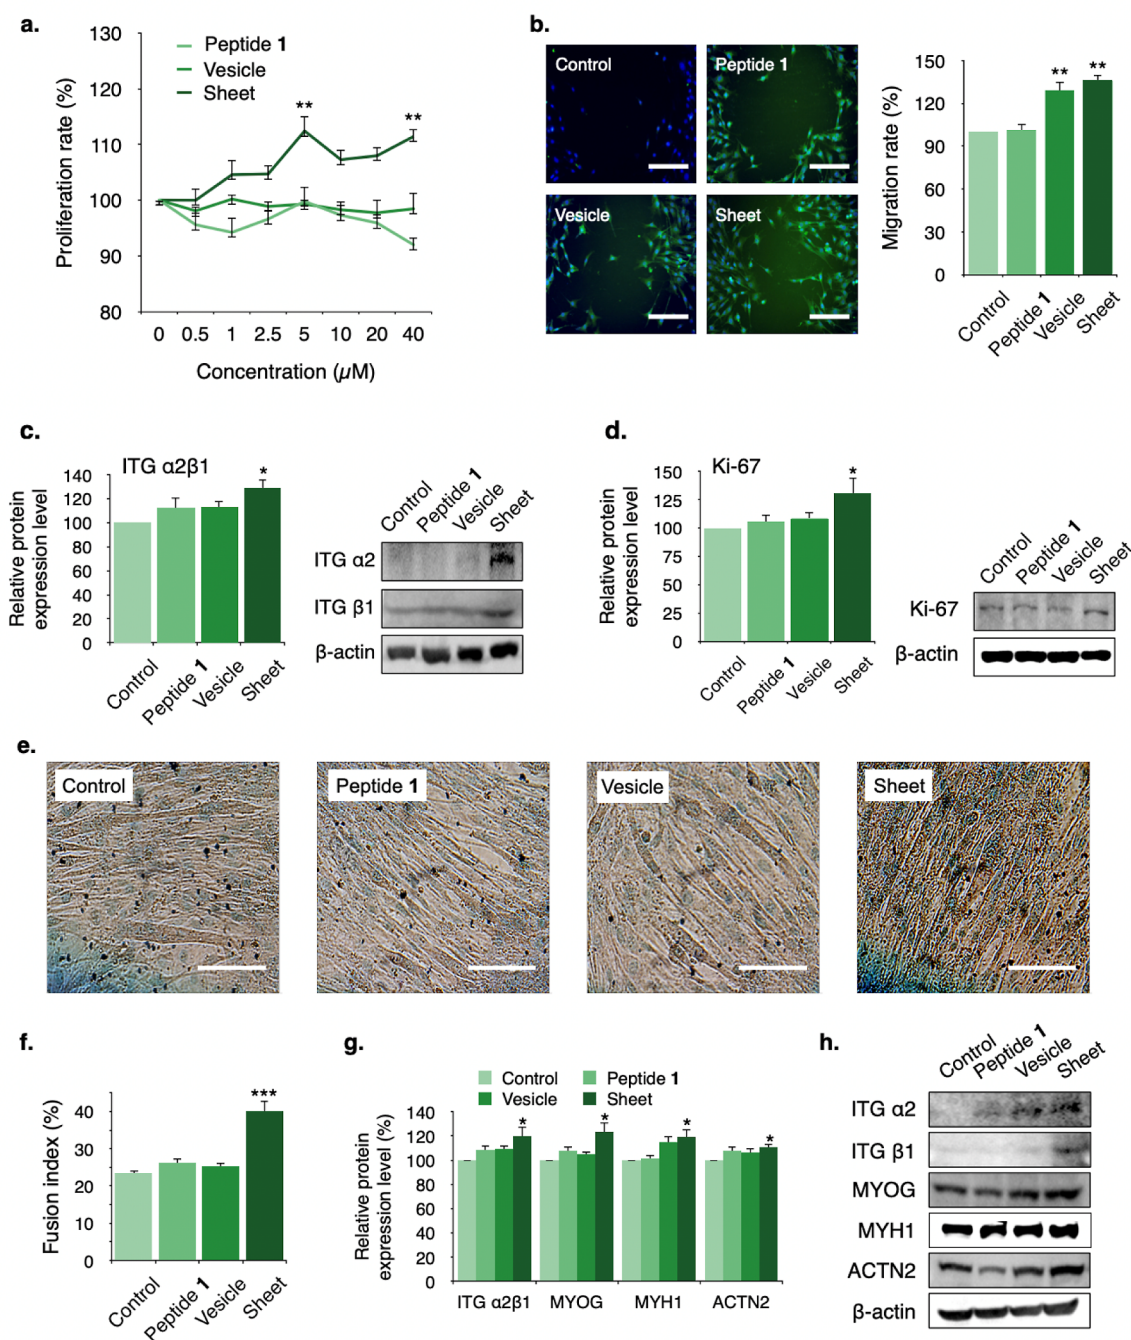 a.
130
120
110
100
90
80
Proliferation rate (%)
Peptide 1
Vesicle
Sheet
**
**
0 0.5 1 2.5 5 10 20 40
Concentration (µM)
b.
Control
Peptide 1
Vesicle
Sheet
150
120
90
60
30
0
Migration rate (%)
**
**
Control
Peptide 1
Vesicle
Sheet
c.
ITG α2β1
140
120
100
80
60
40
20
0
Relative protein
expression level
*
Control
Peptide 1
Vesicle
Sheet
Control
Peptide 1
Vesicle
Sheet
ITG α2
ITG β1
β-actin
d.
Ki-67
150
125
100
75
50
25
0
Relative protein
expression level
*
Control
Peptide 1
Vesicle
Sheet
Control
Peptide 1
Vesicle
Sheet
Ki-67
β-actin
e.
Control
Peptide 1
Vesicle
Sheet
f.
40
30
20
10
0
Fusion index (%)
***
Control
Peptide 1
Vesicle
Sheet
g.
Control
Peptide 1
Vesicle
Sheet
140
120
100
80
60
40
20
0
Relative protein
expression level (%)
*
*
*
*
ITG α2β1 MYOG MYH1 ACTN2
h.
Control
Peptide 1
Vesicle
Sheet
ITG α2
ITG β1
MYOG
MYH1
ACTN2
β-actin